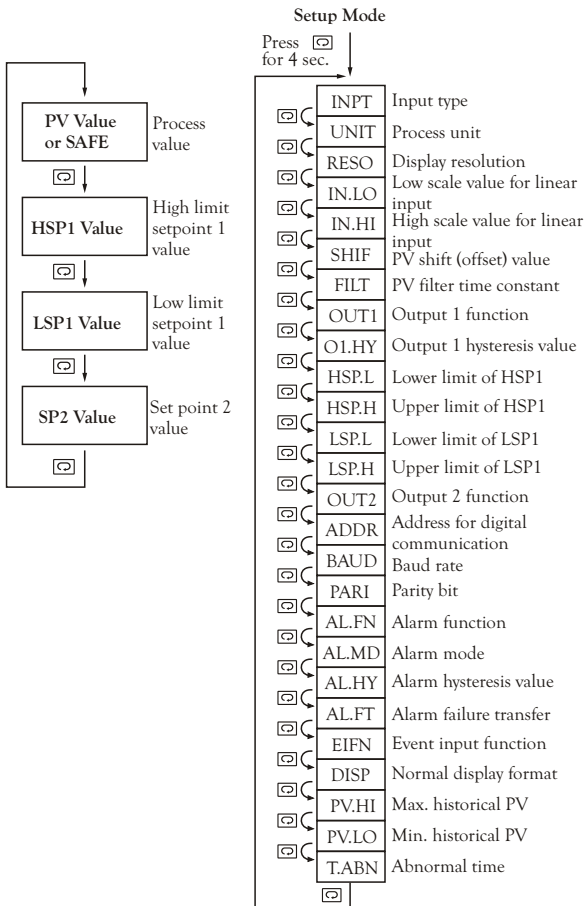 Setup Mode
Press
for 4 sec.
PV Value
or SAFE
Process
value
HSP1 Value
High limit
setpoint 1
value
LSP1 Value
Low limit
setpoint 1
value
SP2 Value
Set point 2
value
INPT Input type
UNIT Process unit
RESO Display resolution
IN.LO Low scale value for linear
input
IN.HI High scale value for linear
input
SHIF PV shift (offset) value
FILT PV filter time constant
OUT1 Output 1 function
O1.HY Output 1 hysteresis value
HSP.L Lower limit of HSP1
HSP.H Upper limit of HSP1
LSP.L Lower limit of LSP1
LSP.H Upper limit of LSP1
OUT2 Output 2 function
ADDR Address for digital
communication
BAUD Baud rate
PARI Parity bit
AL.FN Alarm function
AL.MD Alarm mode
AL.HY Alarm hysteresis value
AL.FT Alarm failure transfer
EIFN Event input function
DISP Normal display format
PV.HI Max. historical PV
PV.LO Min. historical PV
T.ABN Abnormal time